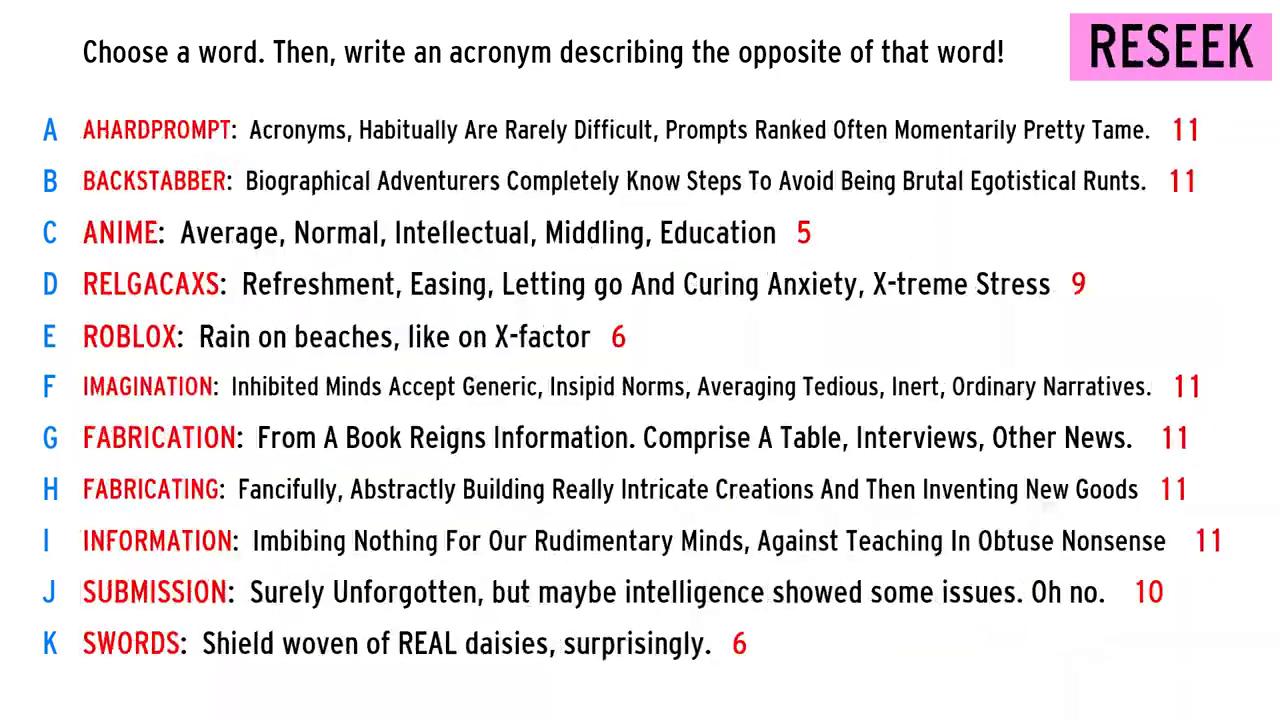 Choose a word. Then, write an acronym describing the opposite of that word!
RESEEK
A AHARDPROMPT: Acronyms, Habitually Are Rarely Difficult, Prompts Ranked Often Momentarily Pretty Tame. 11
B BACKSTABBER: Biographical Adventurers Completely Know Steps To Avoid Being Brutal Egotistical Runts. 11
C ANIME: Average, Normal, Intellectual, Middling, Education 5
D RELGACAXS: Refreshment, Easing, Letting go And Curing Anxiety, X-treme Stress 9
E ROBLOX: Rain on beaches, like on X-factor 6
F IMAGINATION: Inhibited Minds Accept Generic, Insipid Norms, Averaging Tedious, Inert, Ordinary Narratives. 11
G FABRICATION: From A Book Reigns Information. Comprise A Table, Interviews, Other News. 11
H FABRICATING: Fancifully, Abstractly Building Really Intricate Creations And Then Inventing New Goods 11
I INFORMATION: Imbibing Nothing For Our Rudimentary Minds, Against Teaching In Obtuse Nonsense 11
J SUBMISSION: Surely Unforgotten, but maybe intelligence showed some issues. Oh no. 10
K SWORDS: Shield woven of REAL daisies, surprisingly. 6